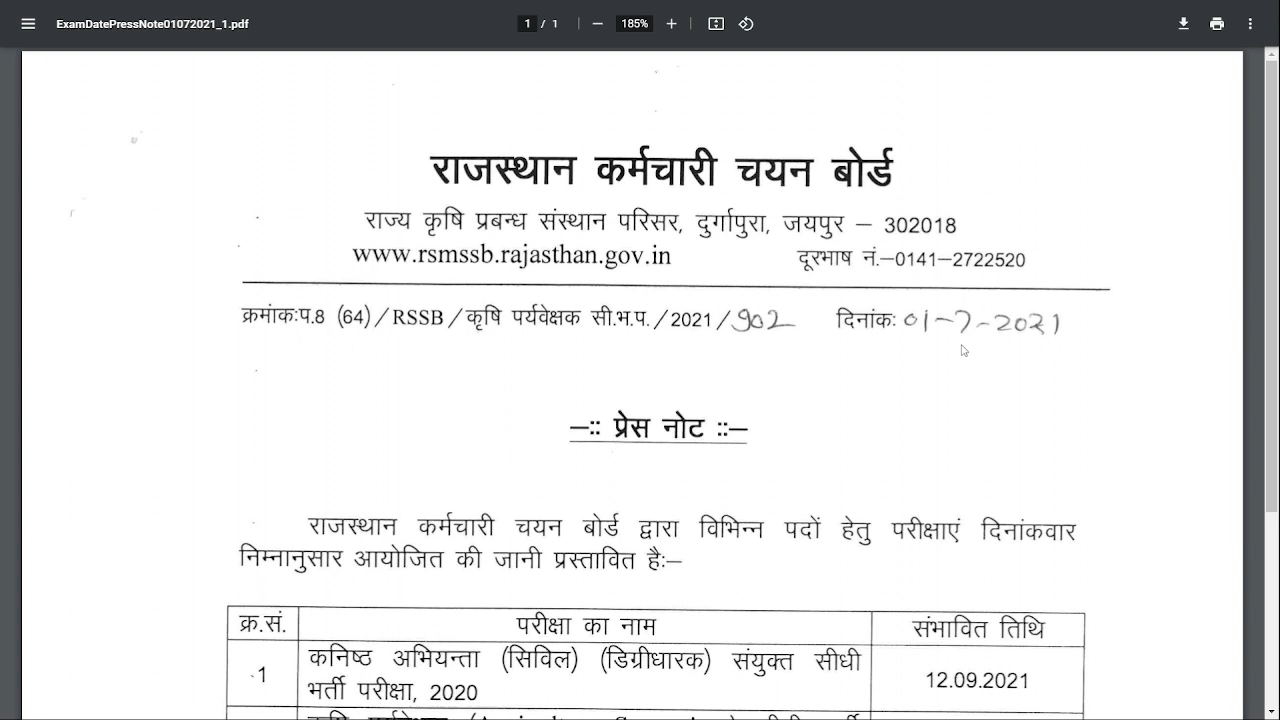 ExamDatePressNote01072021_1.pdf
1 / 1
185%
राजस्थान कर्मचारी चयन बोर्ड
राज्य कृषि प्रबन्ध संस्थान परिसर, दुर्गापुरा, जयपुर – 302018
www.rsmssb.rajasthan.gov.in दूरभाष नं.–0141–2722520
क्रमांक:प.8 (64)/RSSB/कृषि पर्यवेक्षक सी.भ.प./2021/902 दिनांक: 01-7-2021
–:: प्रेस नोट ::–
राजस्थान कर्मचारी चयन बोर्ड द्वारा विभिन्न पदों हेतु परीक्षाएं दिनांकवार
निम्नानुसार आयोजित की जानी प्रस्तावित है:–
क्र.सं. परीक्षा का नाम संभावित तिथि
1 कनिष्ठ अभियन्ता (सिविल) (डिग्रीधारक) संयुक्त सीधी
भर्ती परीक्षा, 2020 12.09.2021